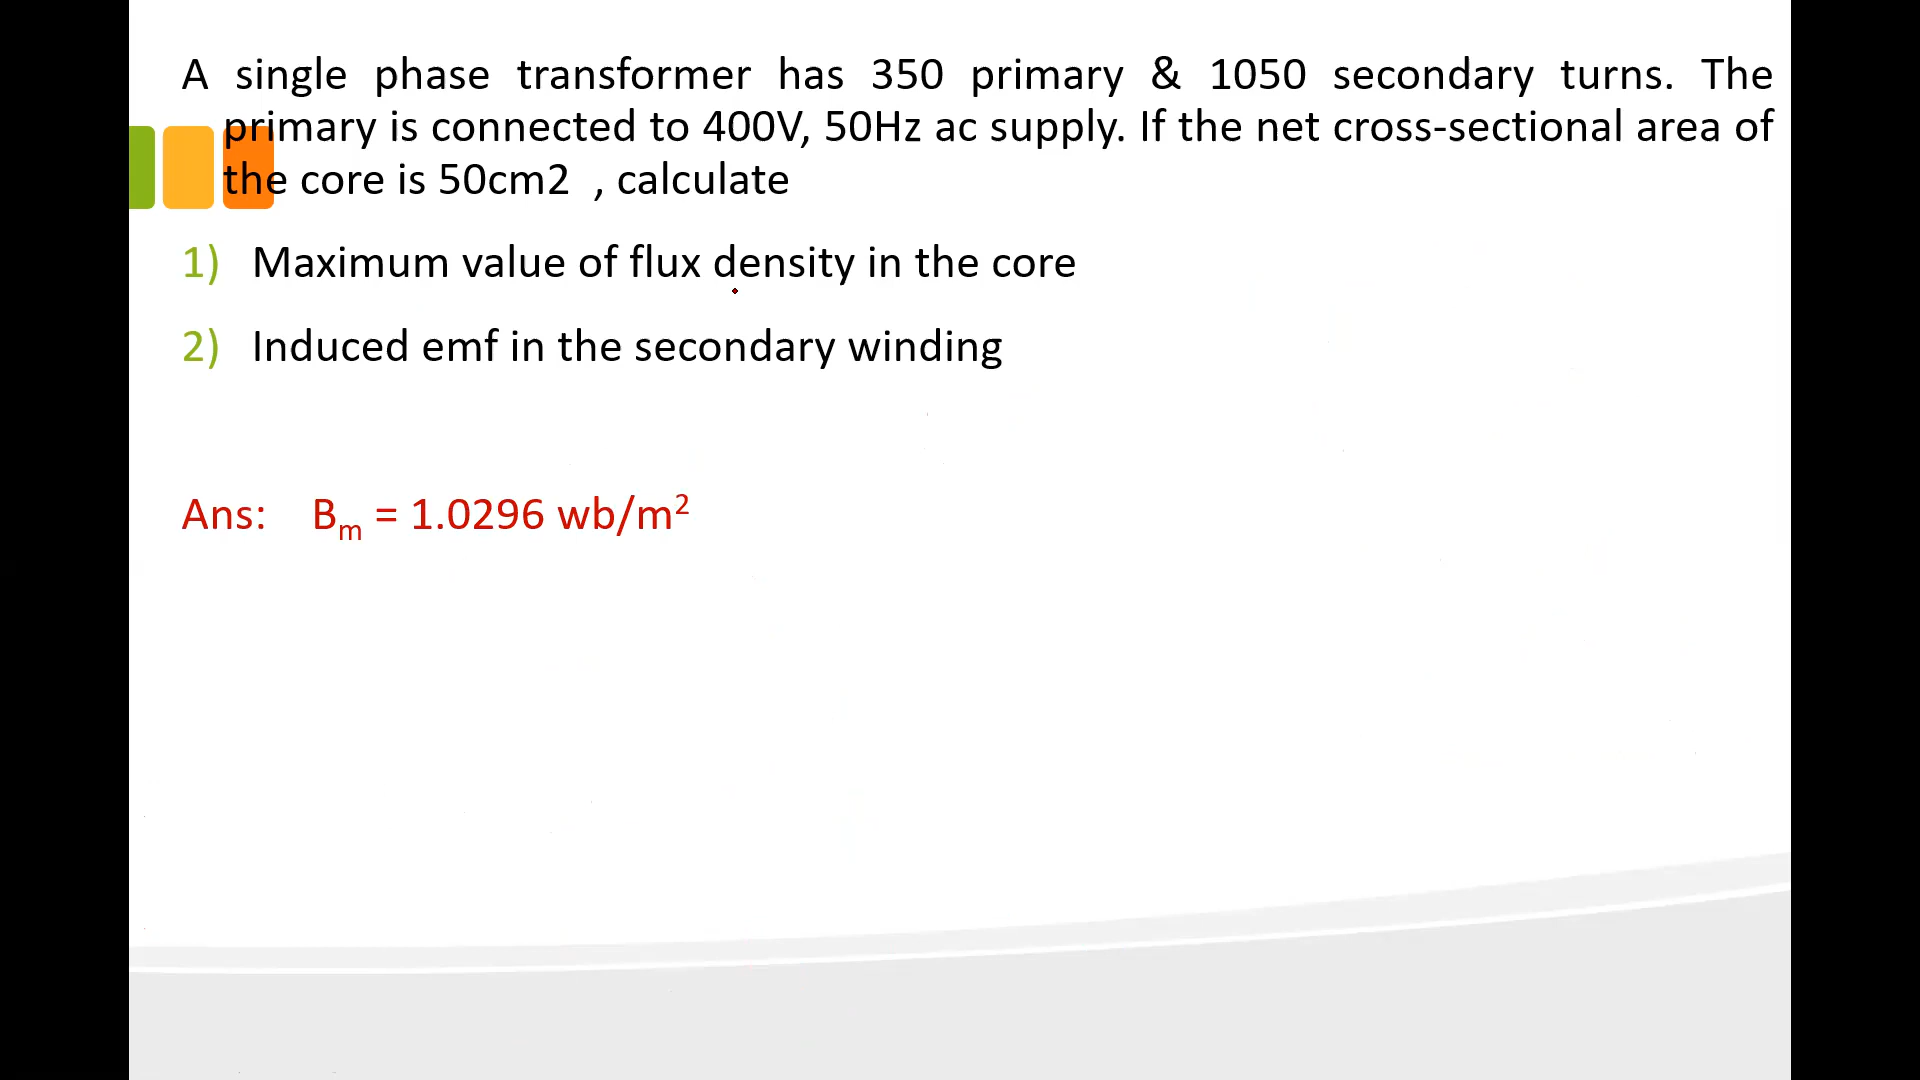 A single phase transformer has 350 primary & 1050 secondary turns. The
primary is connected to 400V, 50Hz ac supply. If the net cross-sectional area of
the core is 50cm2 , calculate
1) Maximum value of flux density in the core
2) Induced emf in the secondary winding
Ans: Bₘ = 1.0296 wb/m²